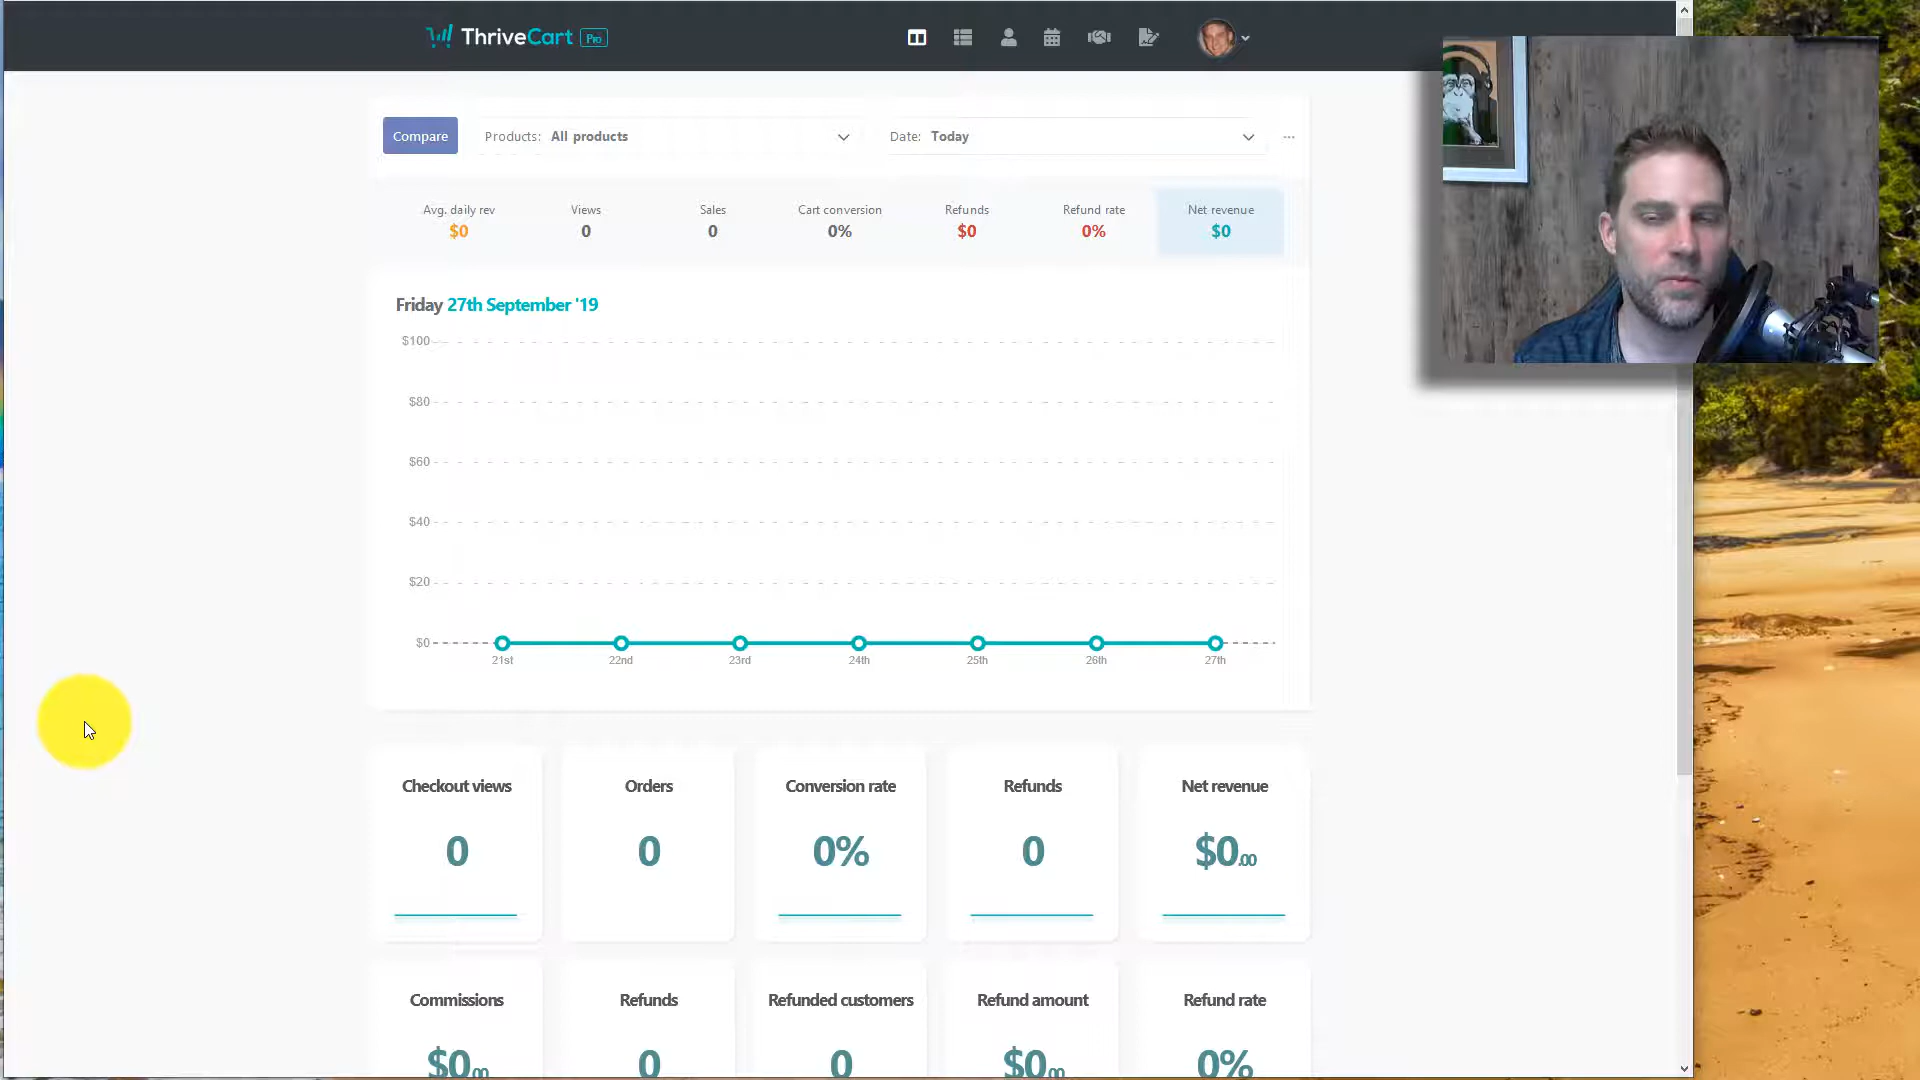 ThriveCart Pro
Compare
Products: All products
Date: Today
Avg. daily rev
$0
Views
0
Sales
0
Cart conversion
0%
Refunds
$0
Refund rate
0%
Net revenue
$0
Friday 27th September '19
$100
$80
$60
$40
$20
$0
21st
22nd
23rd
24th
25th
26th
27th
Checkout views
0
Orders
0
Conversion rate
0%
Refunds
0
Net revenue
$0.00
Commissions
$0.00
Refunds
0
Refunded customers
0
Refund amount
$0.00
Refund rate
0%